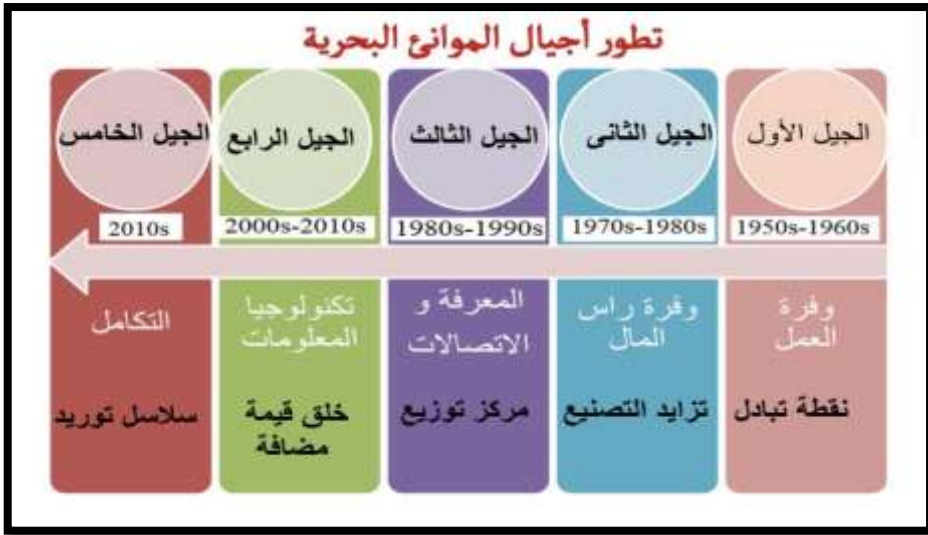 تطور أجيال الموانئ البحرية
الجيل الأول
1950s-1960s
وفرة
العمل
نقطة تبادل
الجيل الثانى
1970s-1980s
وفرة راس
المال
تزايد التصنيع
الجيل الثالث
1980s-1990s
المعرفة و
الاتصالات
مركز توزيع
الجيل الرابع
2000s-2010s
تكنولوجيا
المعلومات
خلق قيمة
مضافة
الجيل الخامس
2010s
التكامل
سلاسل توريد